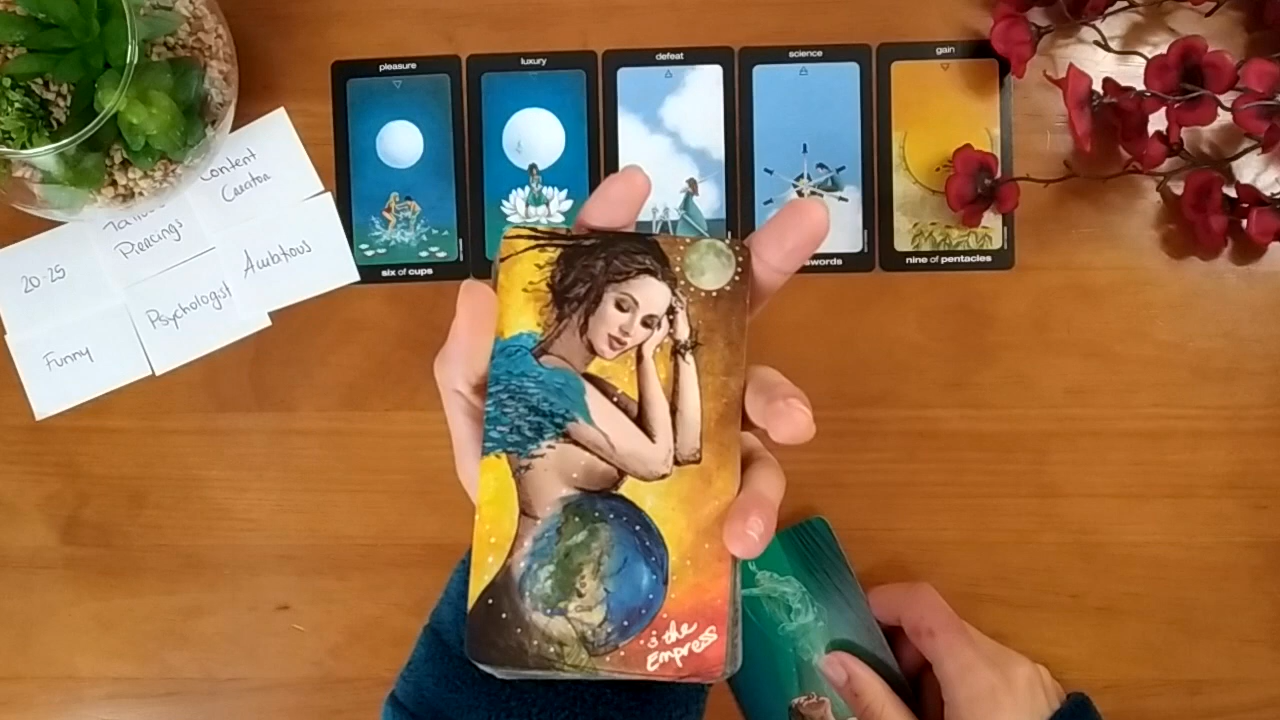 pleasure
luxury
defeat
science
gain
six of cups
swords
nine of pentacles
Content
Creator
Piercings
20-25
Ambitious
Psychologist
Funny
3 the
Empress